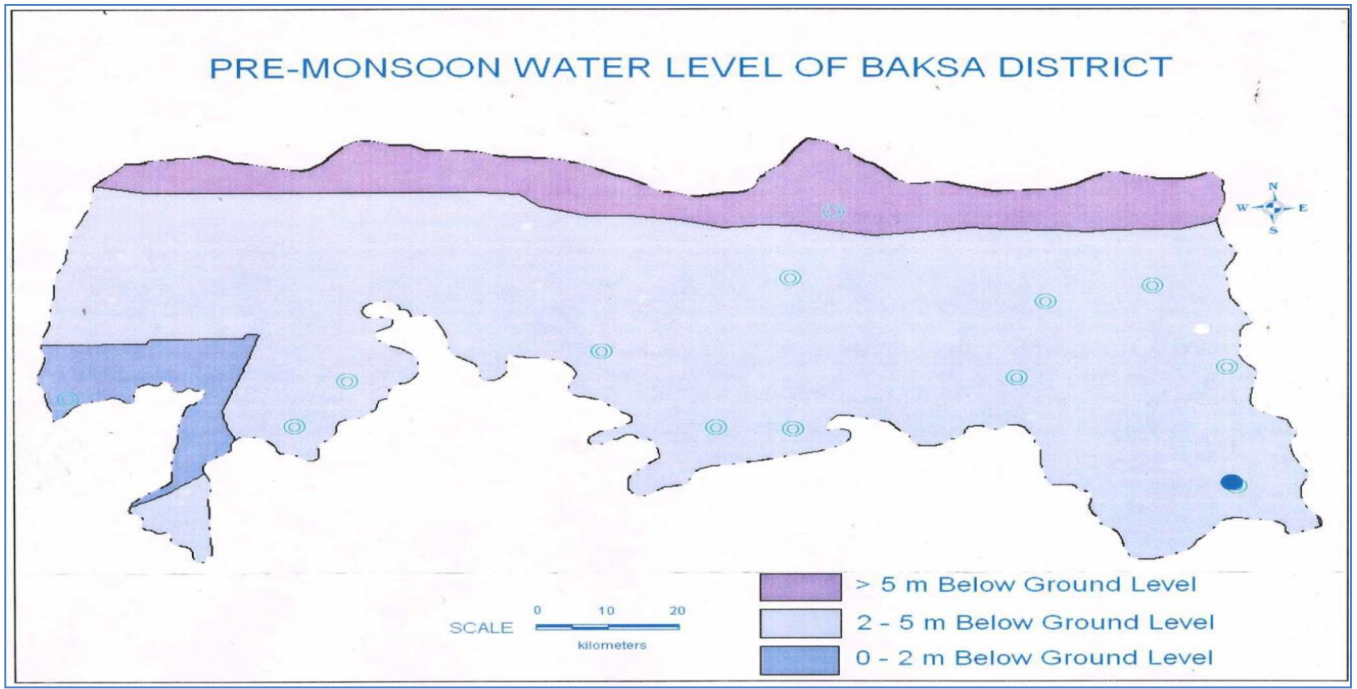 PRE-MONSOON WATER LEVEL OF BAKSA DISTRICT
N
W E
S
> 5 m Below Ground Level
0 10 20
SCALE
kilometers
2 - 5 m Below Ground Level
0 - 2 m Below Ground Level